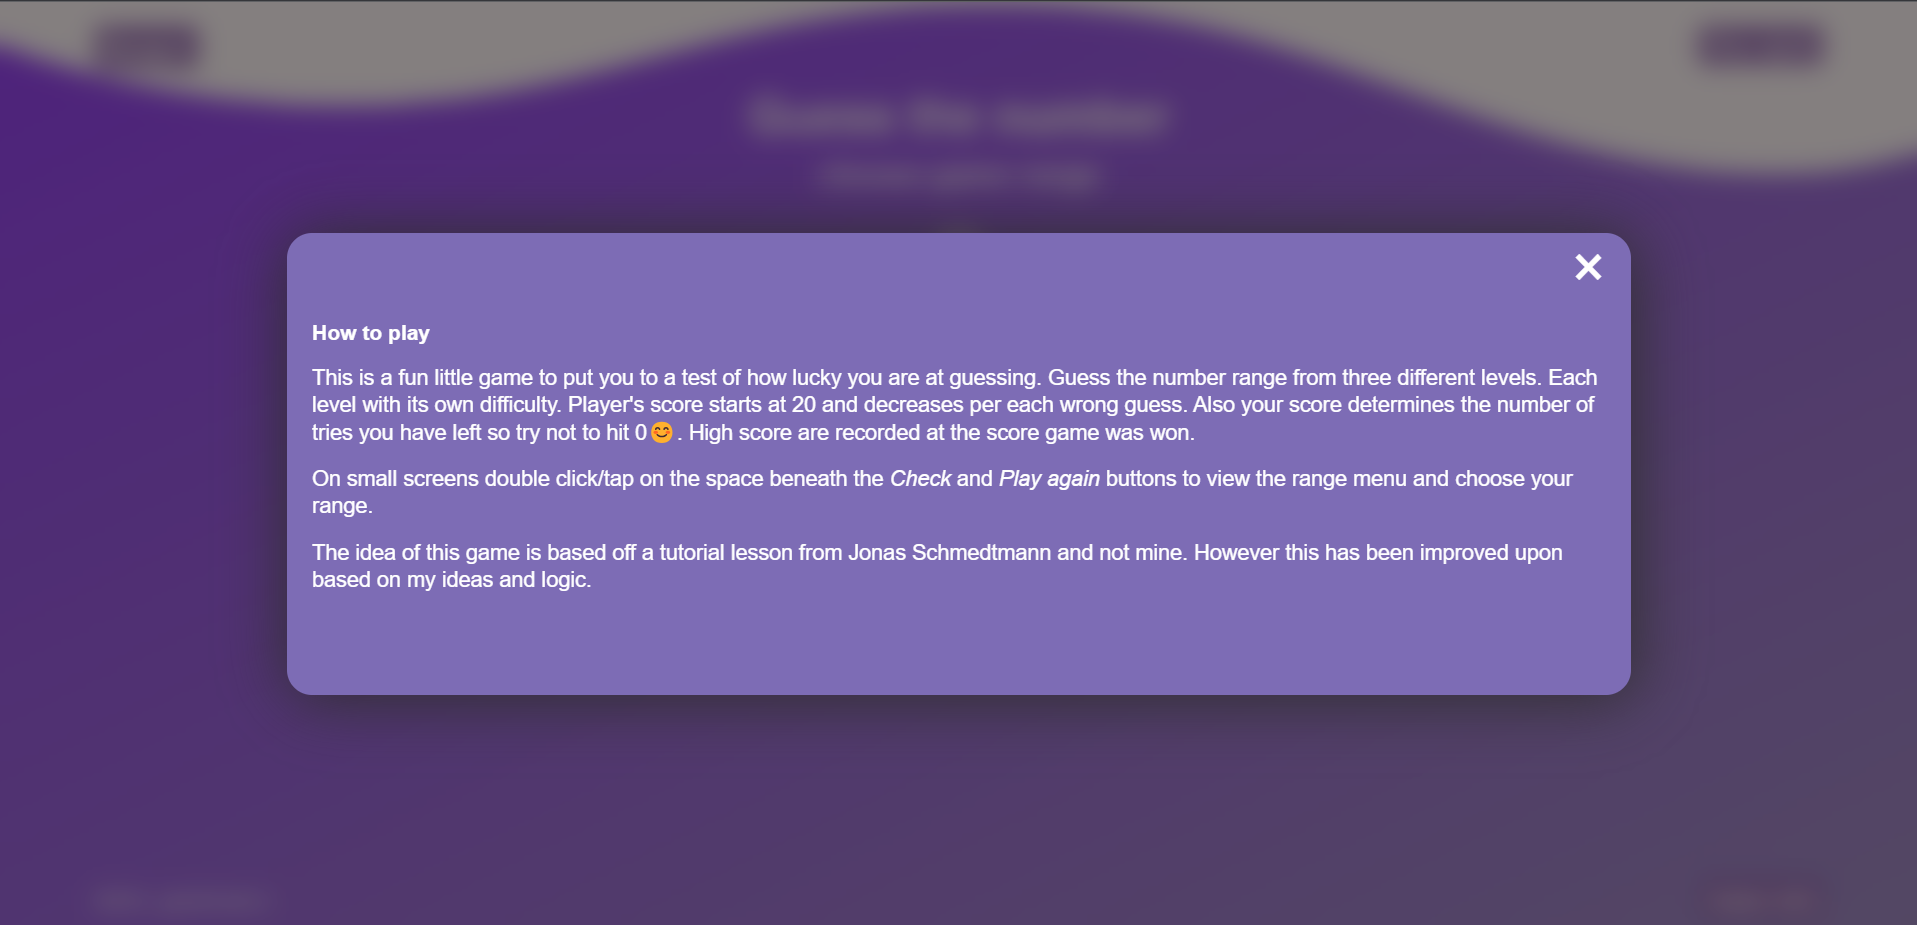 Guess the number
How to play
This is a fun little game to put you to a test of how lucky you are at guessing. Guess the number range from three different levels. Each
level with its own difficulty. Player's score starts at 20 and decreases per each wrong guess. Also your score determines the number of
tries you have left so try not to hit 0😊. High score are recorded at the score game was won.
On small screens double click/tap on the space beneath the Check and Play again buttons to view the range menu and choose your
range.
The idea of this game is based off a tutorial lesson from Jonas Schmedtmann and not mine. However this has been improved upon
based on my ideas and logic.